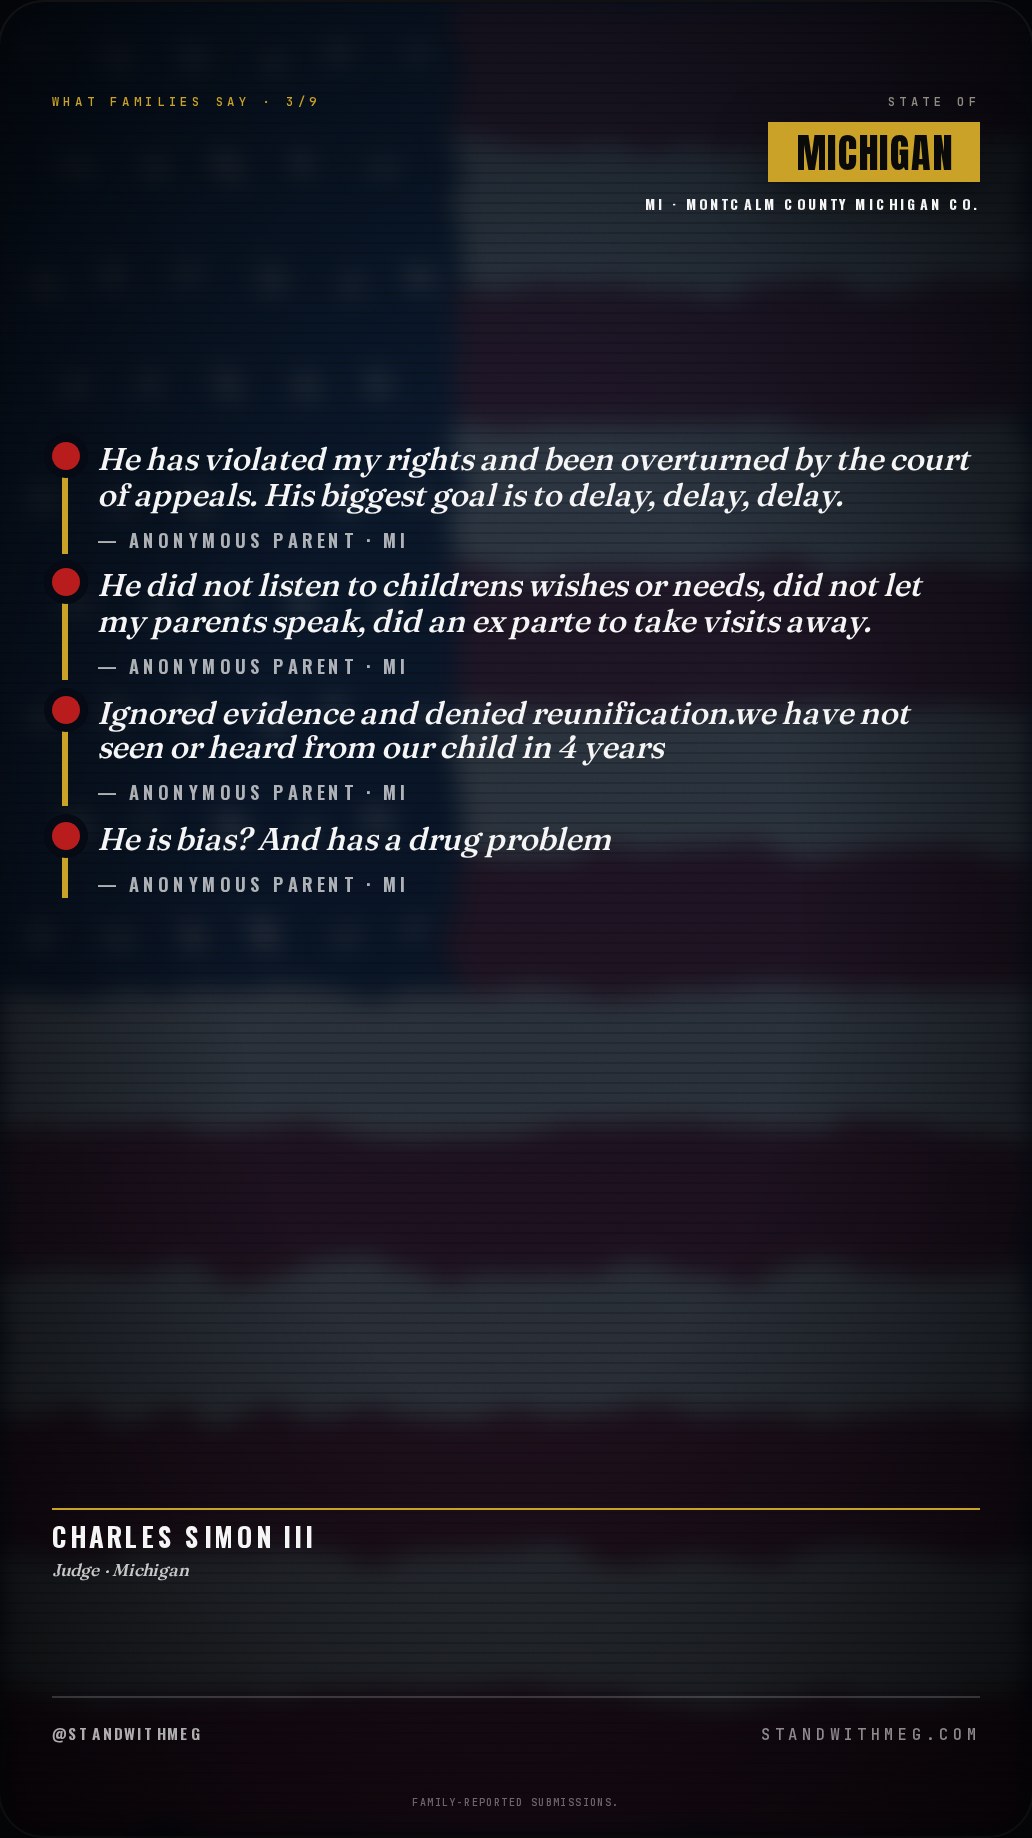 WHAT FAMILIES SAY · 3/9
STATE OF
MICHIGAN
MI · MONTCALM COUNTY MICHIGAN CO.
He has violated my rights and been overturned by the court
of appeals. His biggest goal is to delay, delay, delay.
— ANONYMOUS PARENT · MI
He did not listen to childrens wishes or needs, did not let
my parents speak, did an ex parte to take visits away.
— ANONYMOUS PARENT · MI
Ignored evidence and denied reunification.we have not
seen or heard from our child in 4 years
— ANONYMOUS PARENT · MI
He is bias? And has a drug problem
— ANONYMOUS PARENT · MI
CHARLES SIMON III
Judge · Michigan
@STANDWITHMEG
STANDWITHMEG.COM
FAMILY-REPORTED SUBMISSIONS.